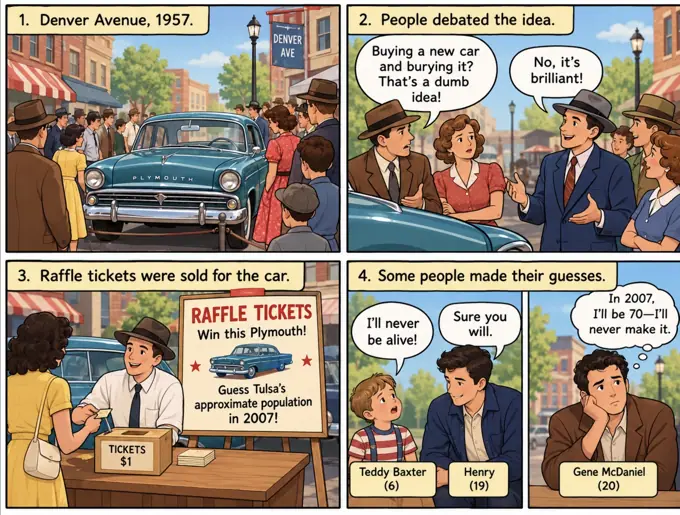 1. Denver Avenue, 1957.
DENVER
AVE
PLYMOUTH
2. People debated the idea.
Buying a new car
and burying it?
That's a dumb
idea!
No, it's
brilliant!
3. Raffle tickets were sold for the car.
RAFFLE TICKETS
Win this Plymouth!
Guess Tulsa's
approximate population
in 2007!
TICKETS
$1
4. Some people made their guesses.
I'll never
be alive!
Sure you
will.
In 2007,
I'll be 70—I'll
never make it.
Teddy Baxter
(6)
Henry
(19)
Gene McDaniel
(20)